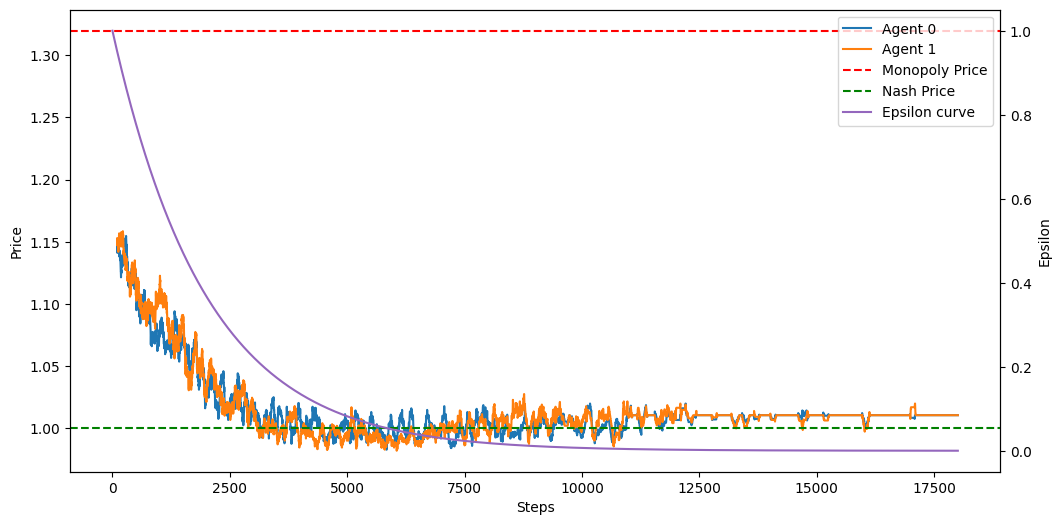 Agent 0
Agent 1
Monopoly Price
Nash Price
Epsilon curve
1.30
1.25
1.20
1.15
1.10
1.05
1.00
Price
1.0
0.8
0.6
0.4
0.2
0.0
Epsilon
0 2500 5000 7500 10000 12500 15000 17500
Steps